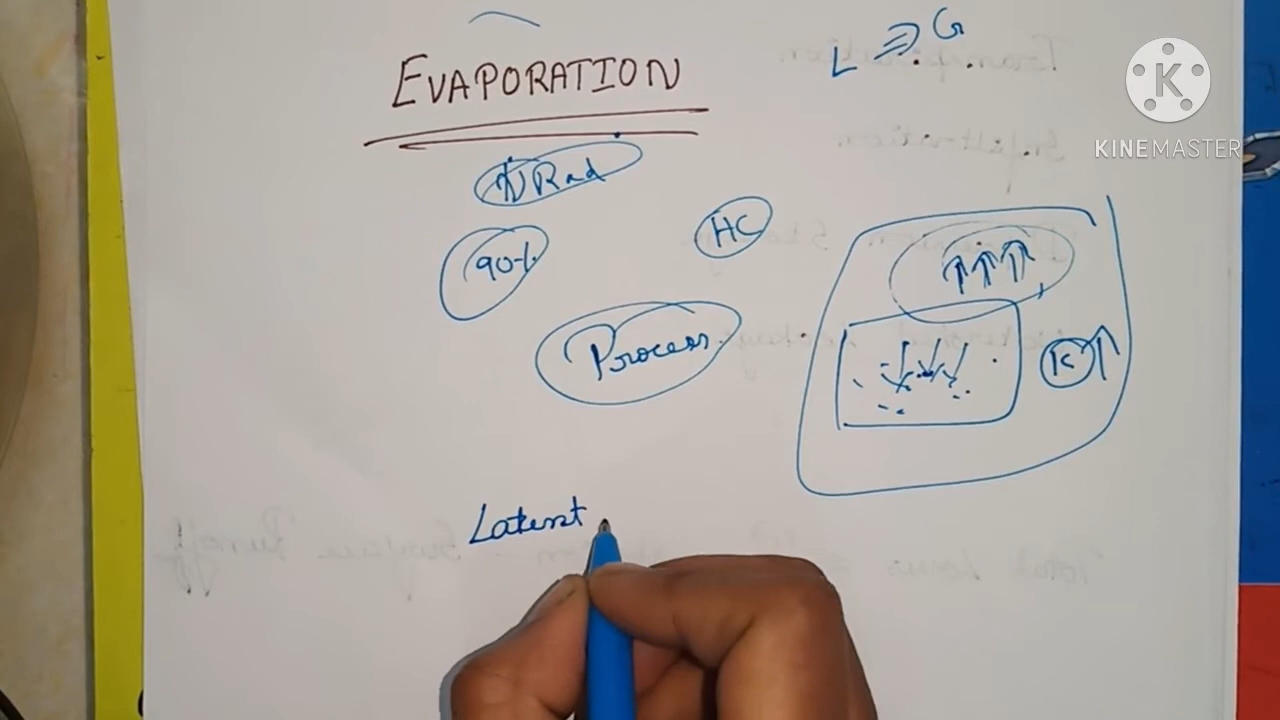 L ⇒ G
EVAPORATION
K
KINEMASTER
N Rad
HC
90%
↑↑↑
Process
K ↑
Latent